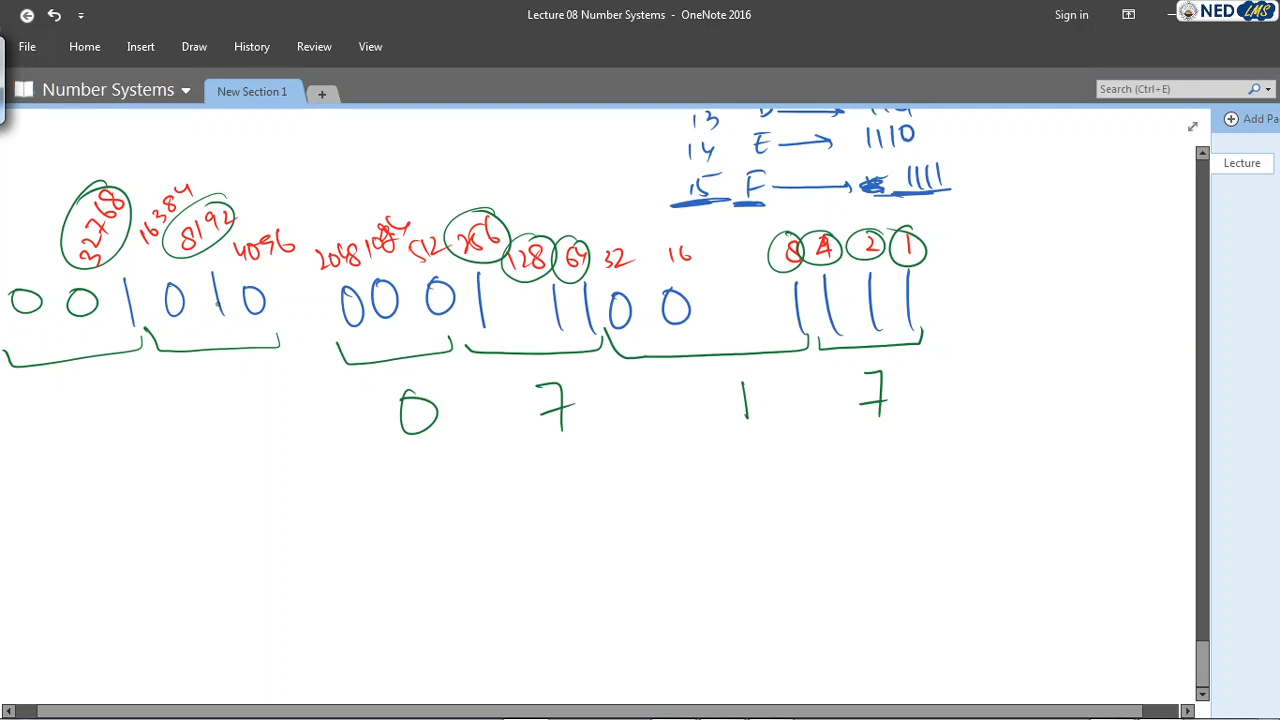 Lecture 08 Number Systems - OneNote 2016
Sign in
NED LMS
File Home Insert Draw History Review View
Number Systems
New Section 1
+
Search (Ctrl+E)
Add Pa
Lecture
13
14 E → 1110
15 F → 1111
32768 16384 8192 4096 2048 512 256 128 64 32 16 8 4 2 1
0 0 1 0 1 0 0 0 0 1 1 1 0 0 1 1 1 1
0 7 1 7